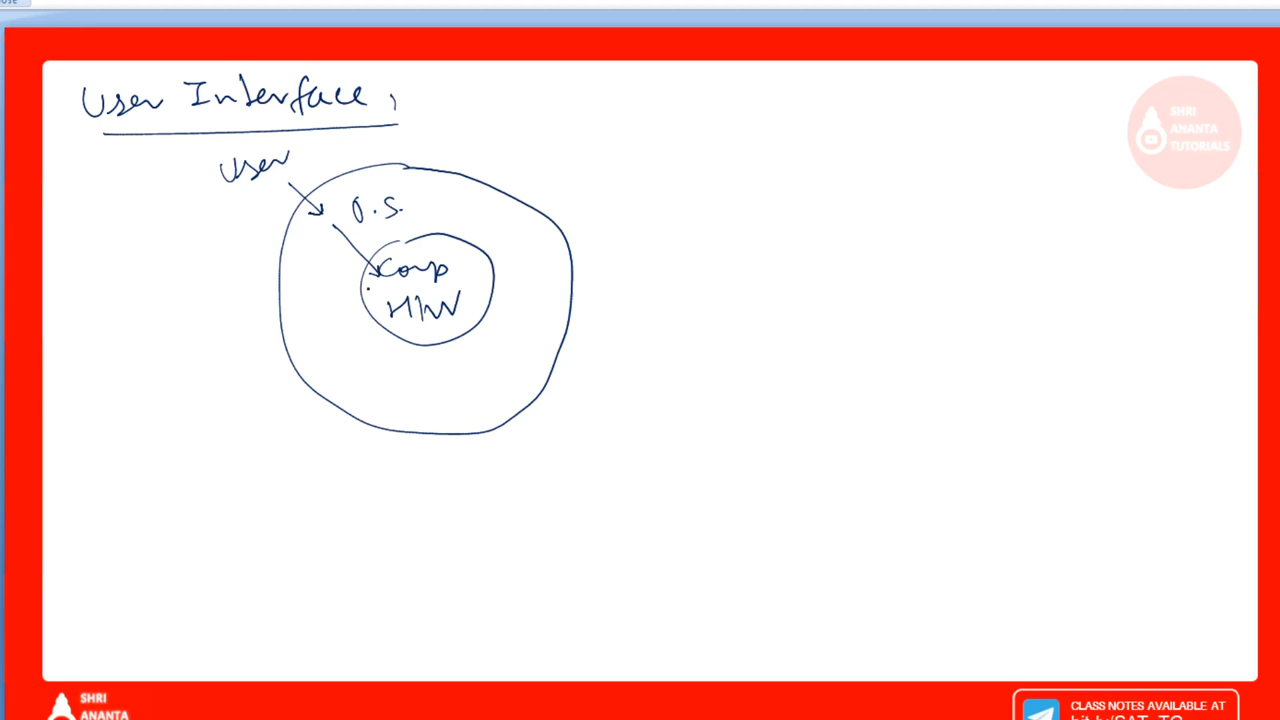 User Interface,
User
O.S.
Comp
H/W
SHRI
ANANTA
TUTORIALS
SHRI
ANANTA
CLASS NOTES AVAILABLE AT